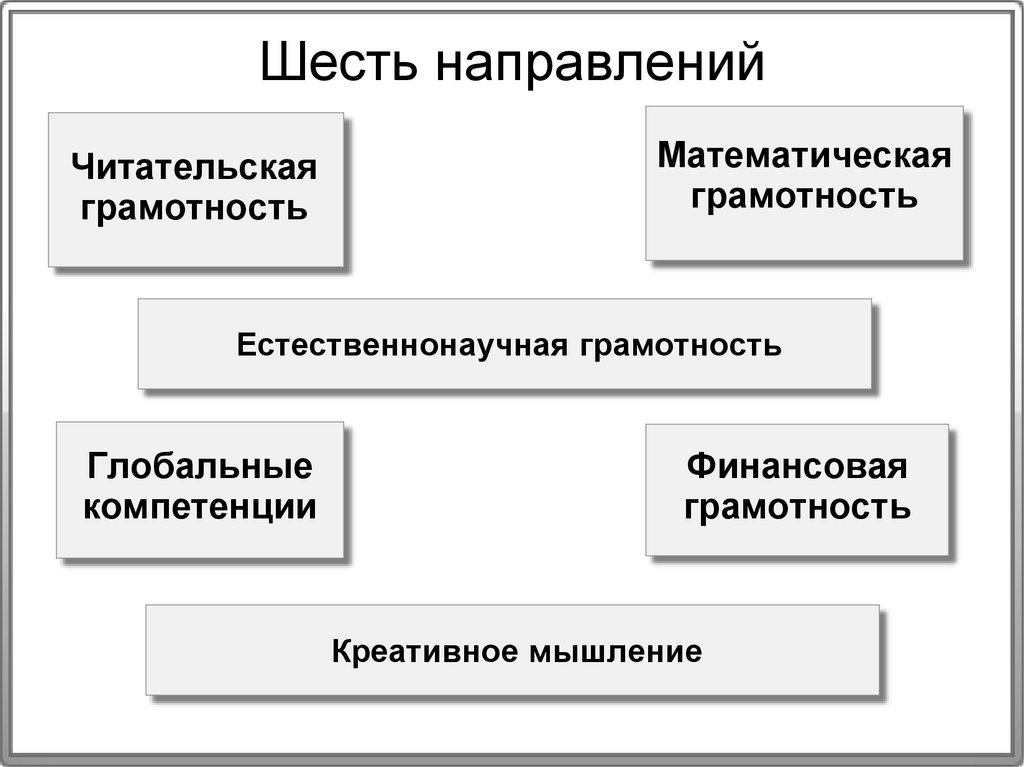 Шесть направлений
Читательская
грамотность
Математическая
грамотность
Естественнонаучная грамотность
Глобальные
компетенции
Финансовая
грамотность
Креативное мышление